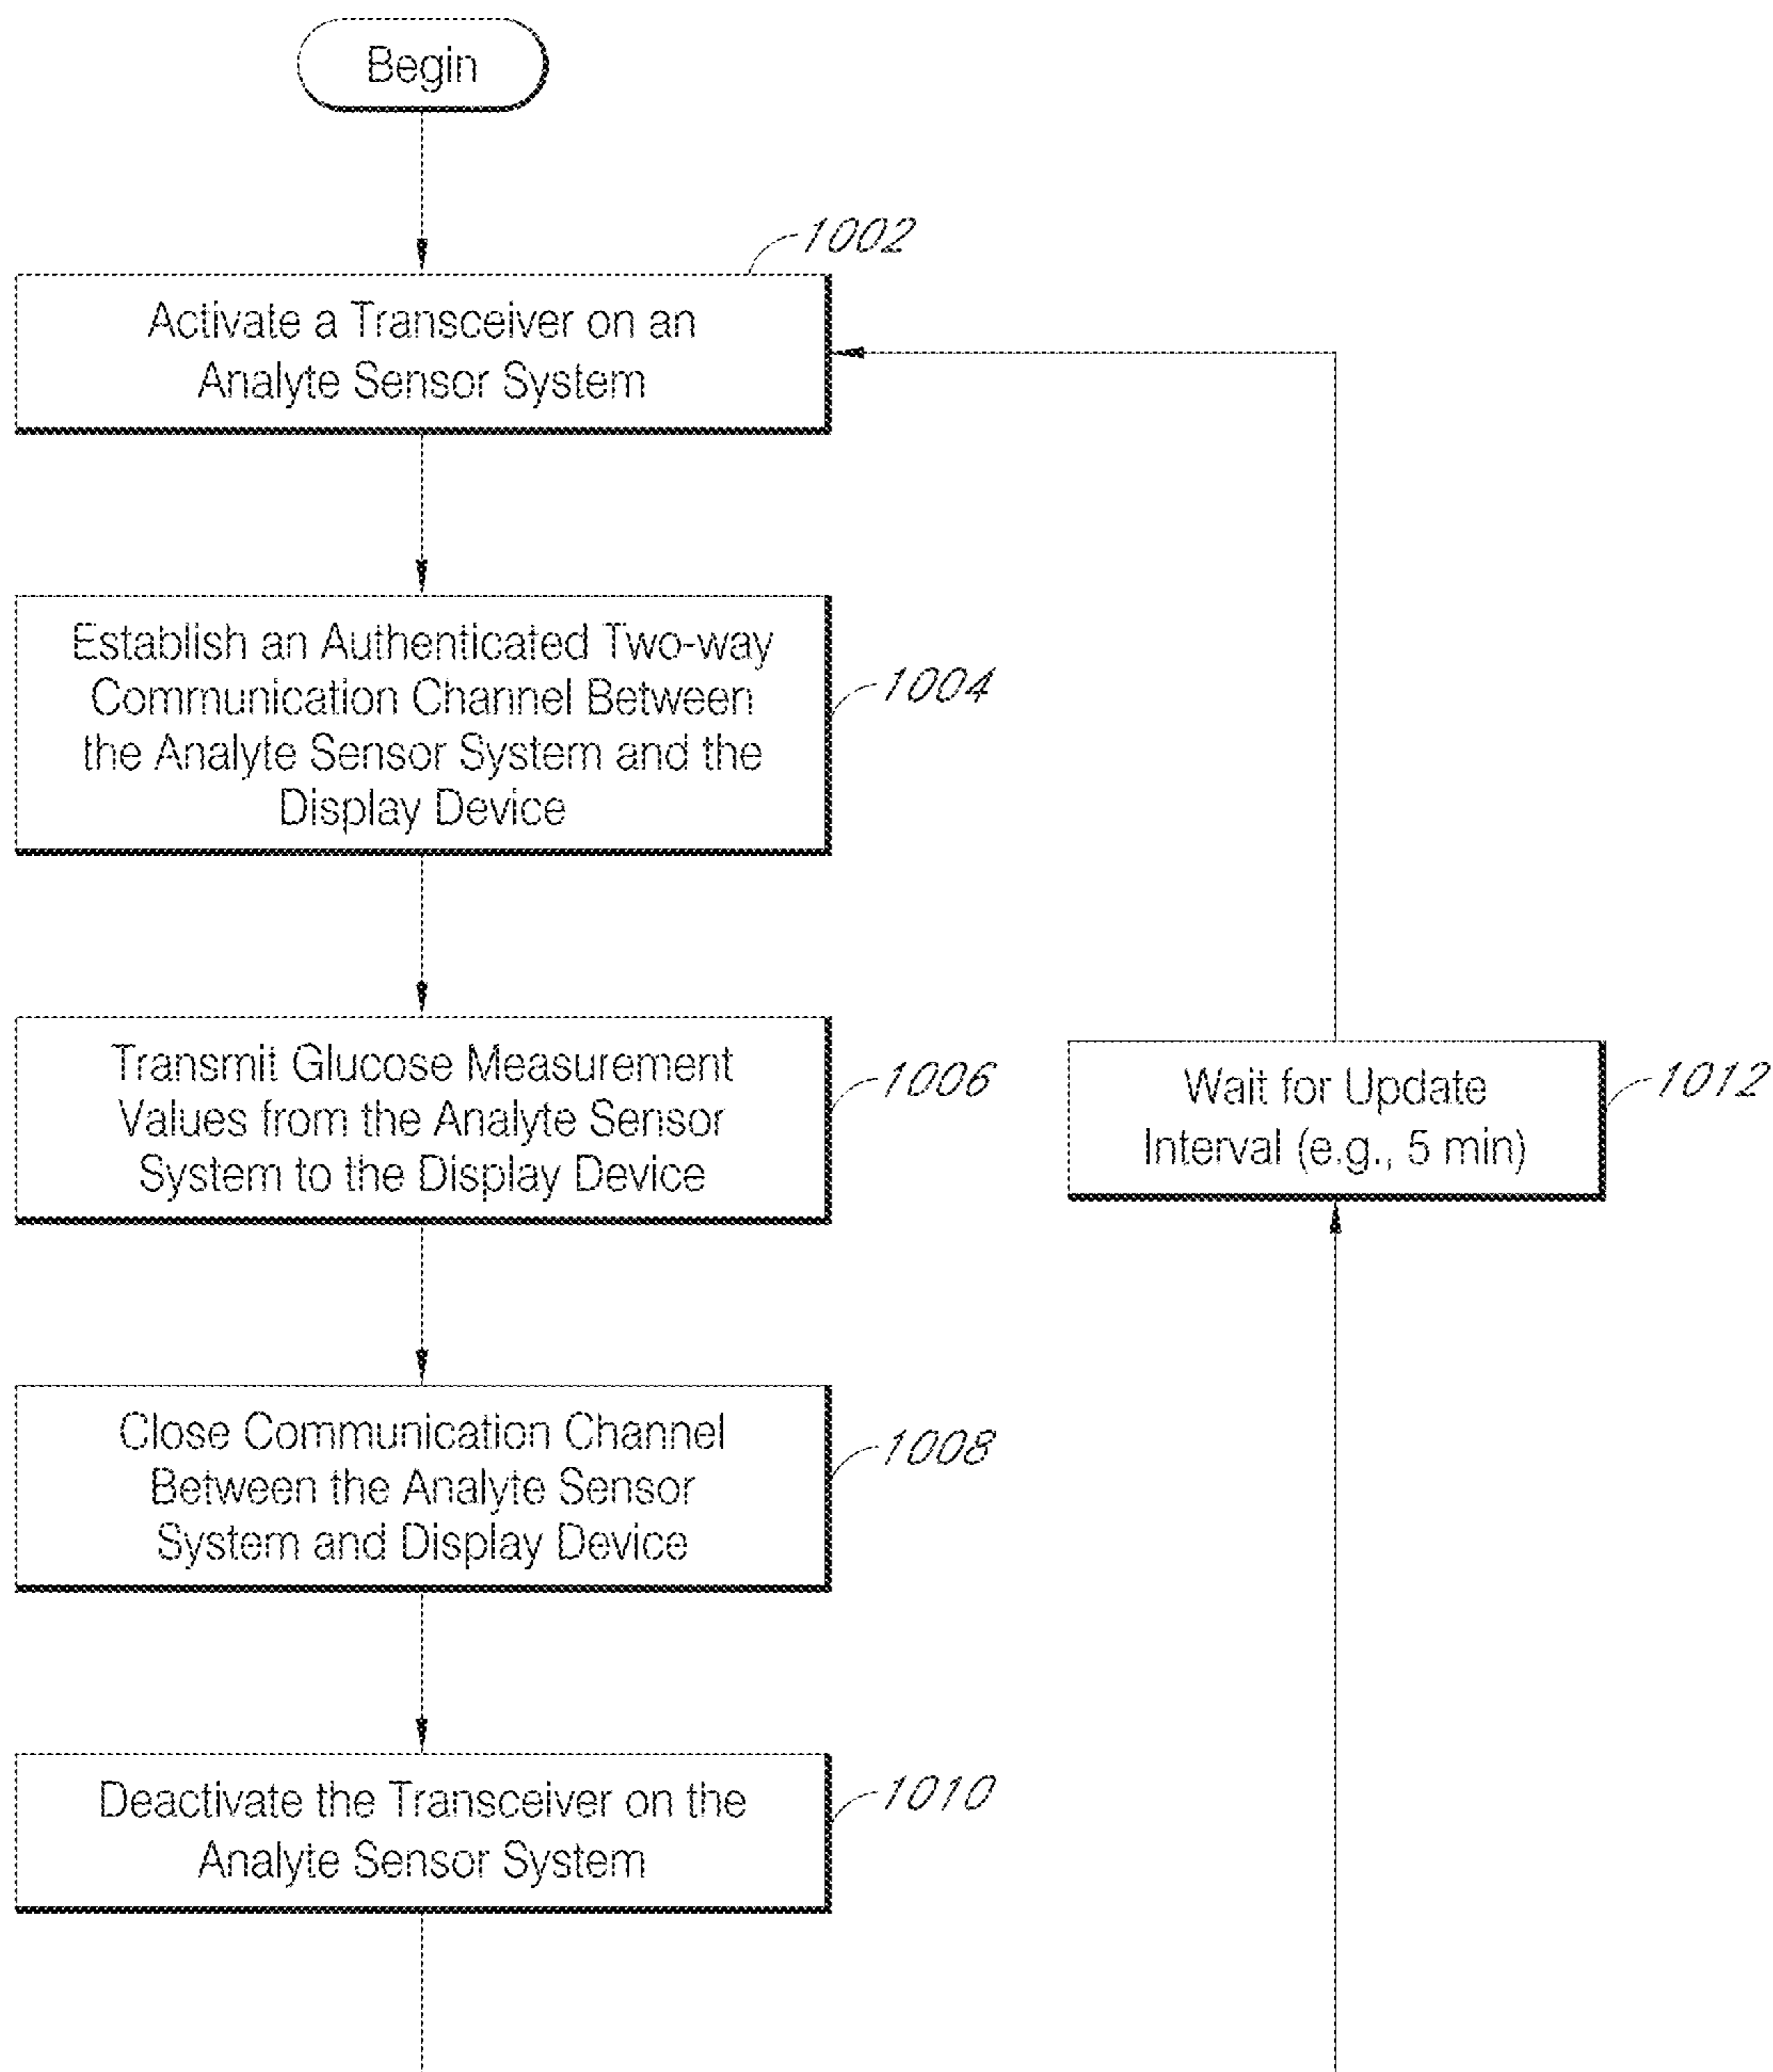 Begin
1002
Activate a Transceiver on an
Analyte Sensor System
Establish an Authenticated Two-way
Communication Channel Between
the Analyte Sensor System and the
Display Device
1004
Transmit Glucose Measurement
Values from the Analyte Sensor
System to the Display Device
1006
Wait for Update
Interval (e.g., 5 min)
1012
Close Communication Channel
Between the Analyte Sensor
System and Display Device
1008
Deactivate the Transceiver on the
Analyte Sensor System
1010